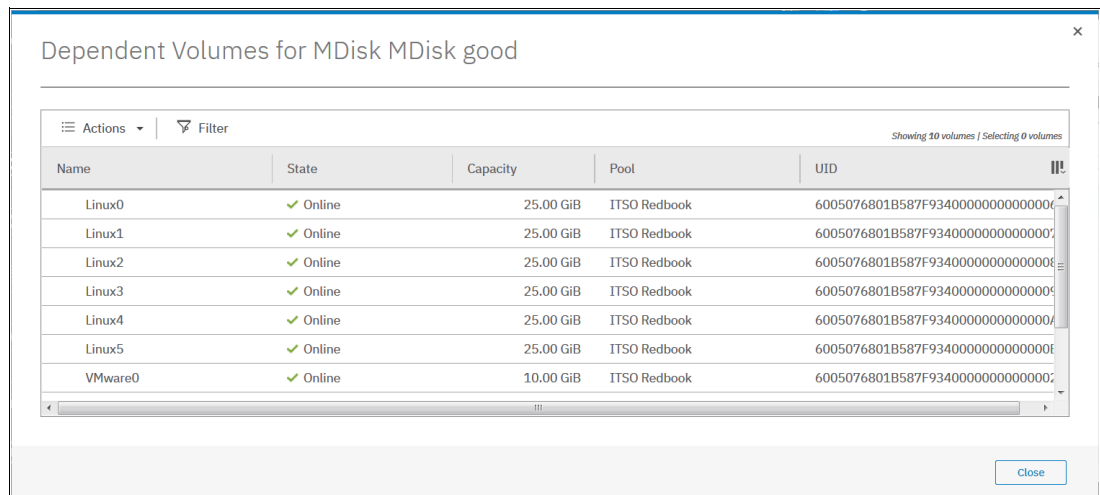 Dependent Volumes for MDisk MDisk good
Actions Filter
Showing 10 volumes | Selecting 0 volumes
Name State Capacity Pool UID
Linux0 Online 25.00 GiB ITSO Redbook
Linux1 Online 25.00 GiB ITSO Redbook
Linux2 Online 25.00 GiB ITSO Redbook
Linux3 Online 25.00 GiB ITSO Redbook
Linux4 Online 25.00 GiB ITSO Redbook
Linux5 Online 25.00 GiB ITSO Redbook
VMware0 Online 10.00 GiB ITSO Redbook
Close